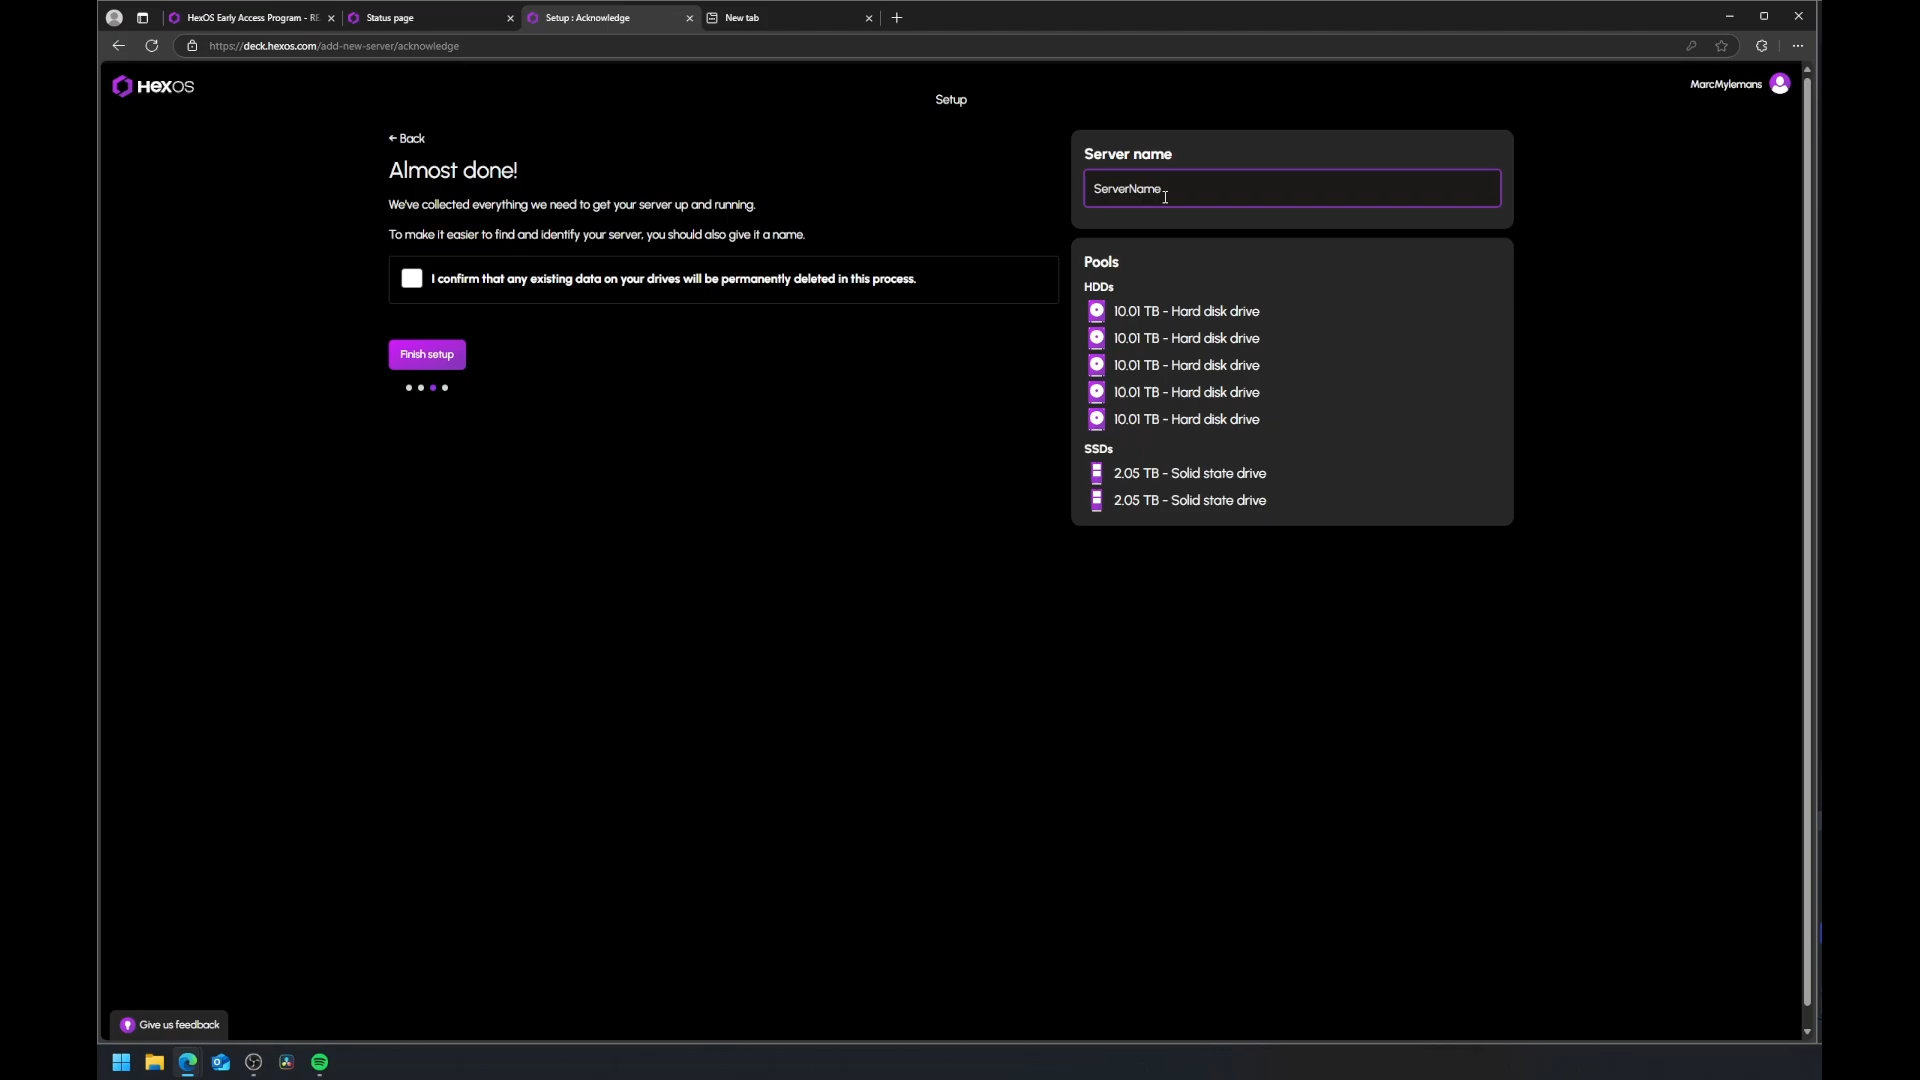 HexOS Early Access Program - RE
Status page
Setup : Acknowledge
New tab
https://deck.hexos.com/add-new-server/acknowledge
HexOS
MarcMylemans
Setup
← Back
Almost done!
We've collected everything we need to get your server up and running.
To make it easier to find and identify your server, you should also give it a name.
I confirm that any existing data on your drives will be permanently deleted in this process.
Finish setup
Server name
ServerName
Pools
HDDs
10.01 TB - Hard disk drive
10.01 TB - Hard disk drive
10.01 TB - Hard disk drive
10.01 TB - Hard disk drive
10.01 TB - Hard disk drive
SSDs
2.05 TB - Solid state drive
2.05 TB - Solid state drive
Give us feedback